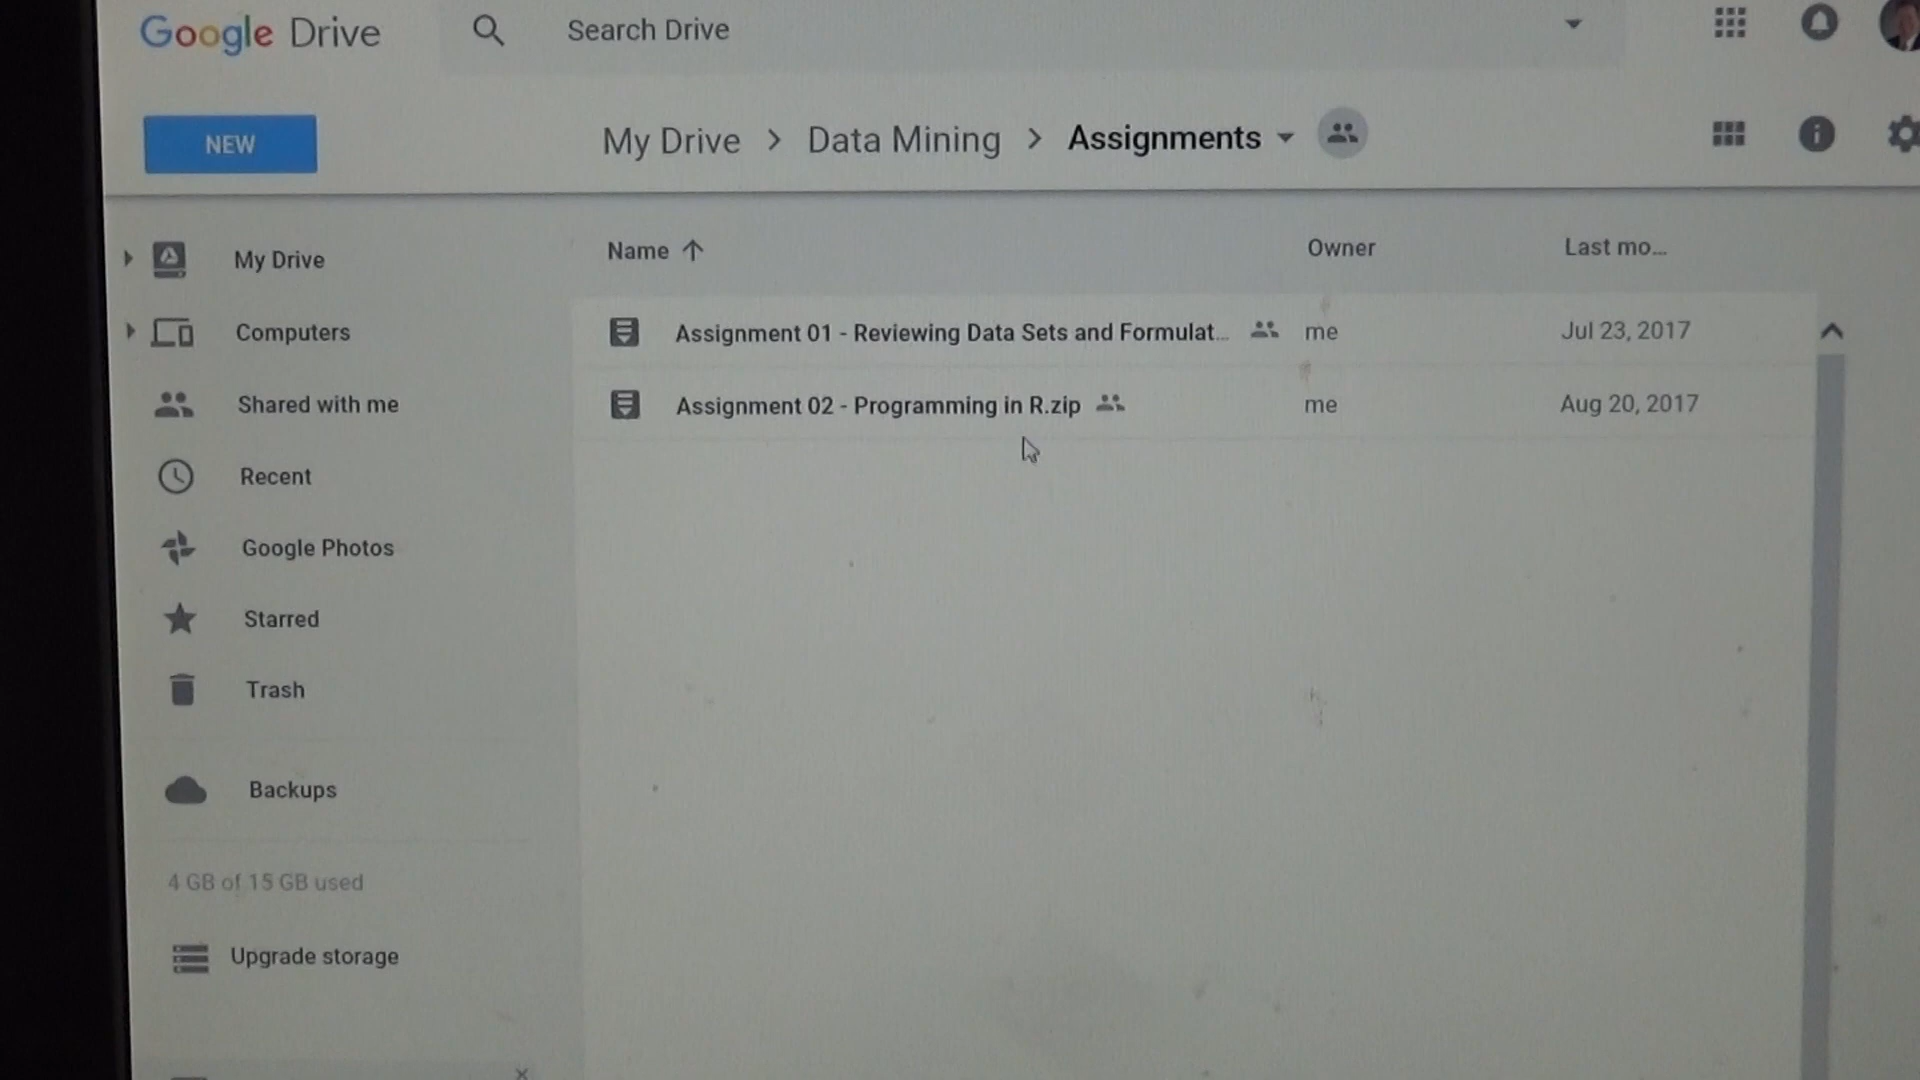 Google Drive
Search Drive
NEW
My Drive > Data Mining > Assignments
Name
Owner
Last mo...
My Drive
Computers
Shared with me
Recent
Google Photos
Starred
Trash
Backups
4 GB of 15 GB used
Upgrade storage
Assignment 01 - Reviewing Data Sets and Formulat... me Jul 23, 2017
Assignment 02 - Programming in R.zip me Aug 20, 2017